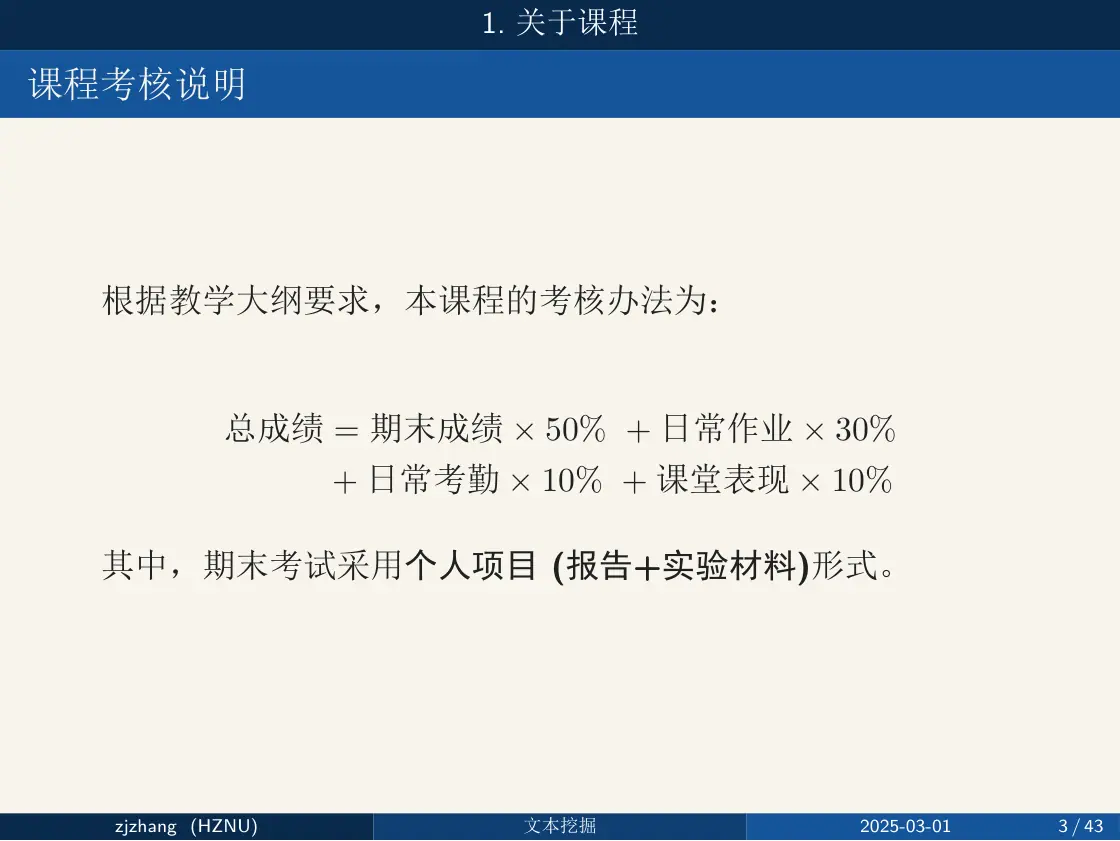 1. 关于课程
课程考核说明
根据教学大纲要求，本课程的考核办法为：
总成绩 = 期末成绩 × 50% + 日常作业 × 30%
+ 日常考勤 × 10% + 课堂表现 × 10%
其中，期末考试采用个人项目 (报告+实验材料)形式。
zjzhang (HZNU) 文本挖掘 2025-03-01 3 / 43